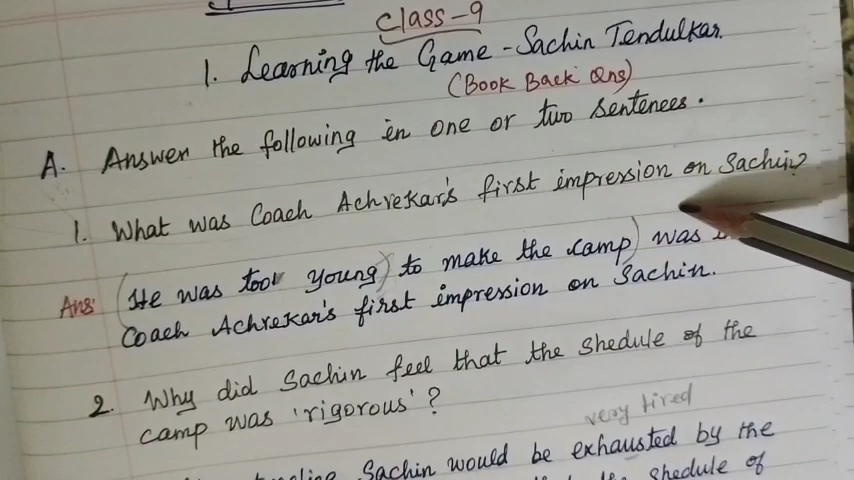 Class-9
1. Learning the Game - Sachin Tendulkar.
(Book Back Qns)
A. Answer the following in one or two sentences.
1. What was Coach Achrekar's first impression on Sachin?
Ans: (He was too young) to make the camp) was
Coach Achrekar's first impression on Sachin.
2. Why did Sachin feel that the shedule of the
camp was 'rigorous'?
very tired
Sachin would be exhausted by the
shedule of